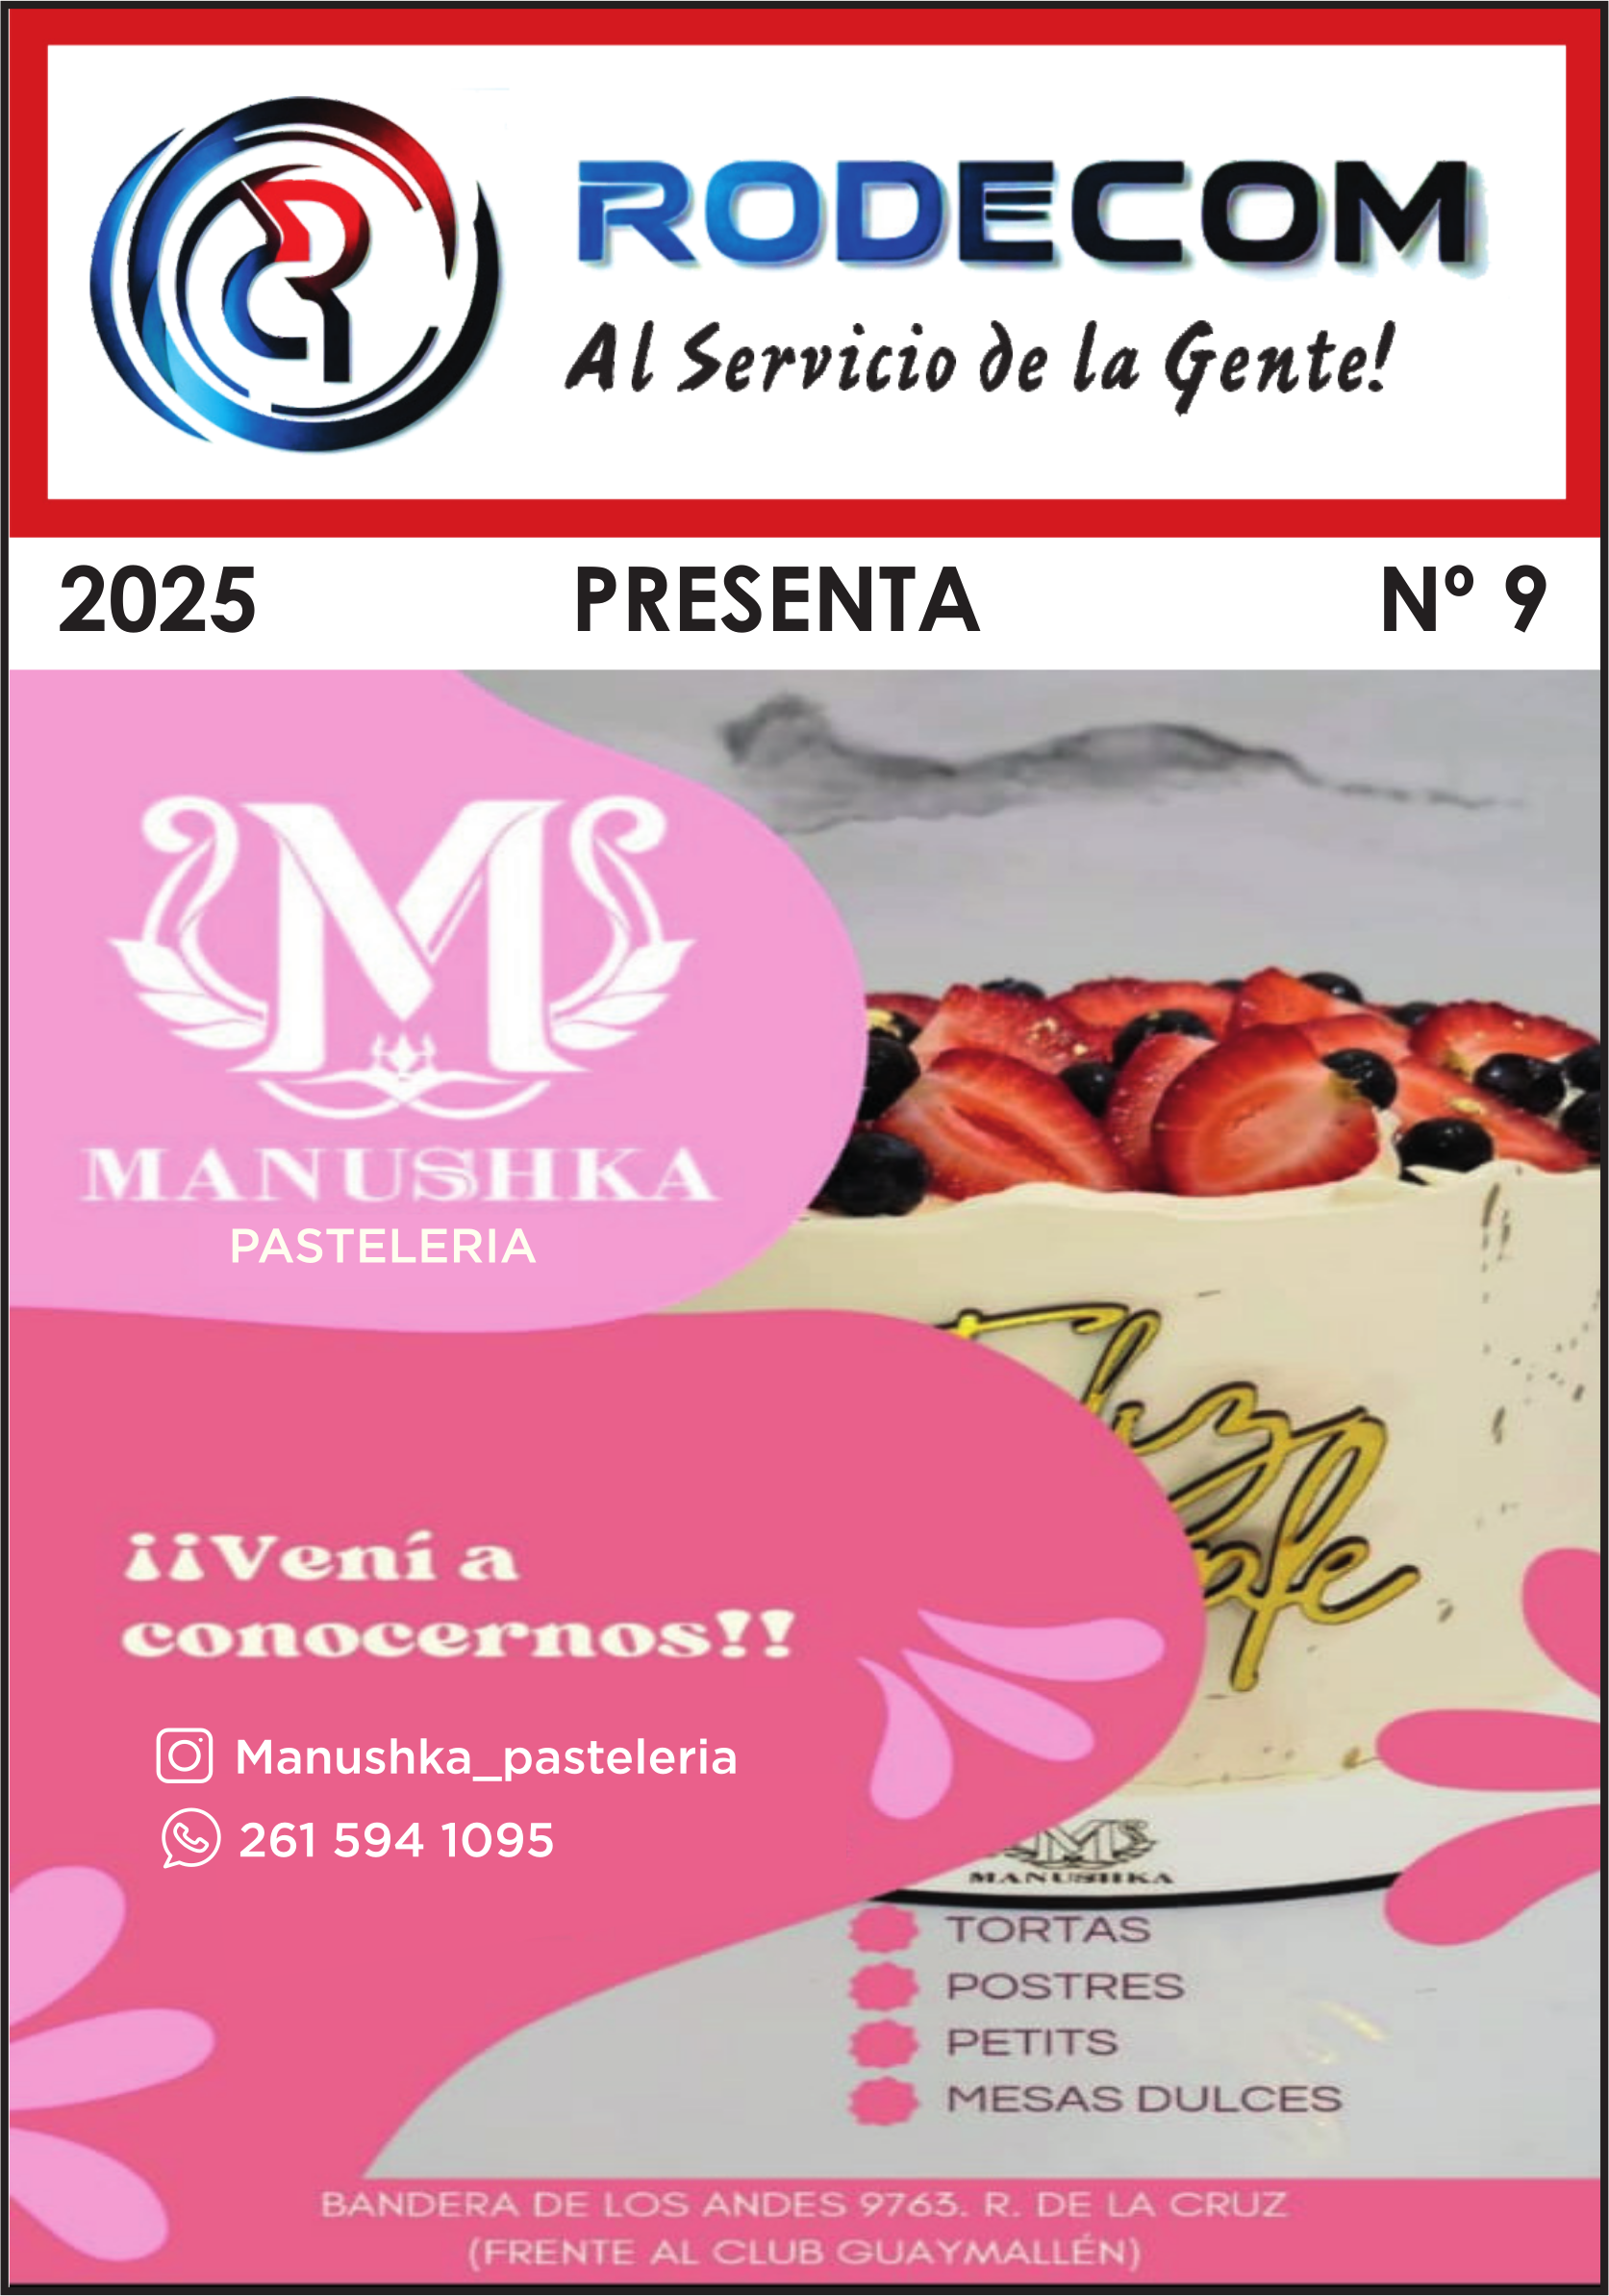 RODECOM
Al Servicio de la Gente!
2025 PRESENTA Nº 9
M
MANUSHKA
PASTELERIA
Feliz
¡¡Vení a
conocernos!!
Manushka_pasteleria
261 594 1095
MANUSHKA
TORTAS
POSTRES
PETITS
MESAS DULCES
BANDERA DE LOS ANDES 9763. R. DE LA CRUZ
(FRENTE AL CLUB GUAYMALLÉN)